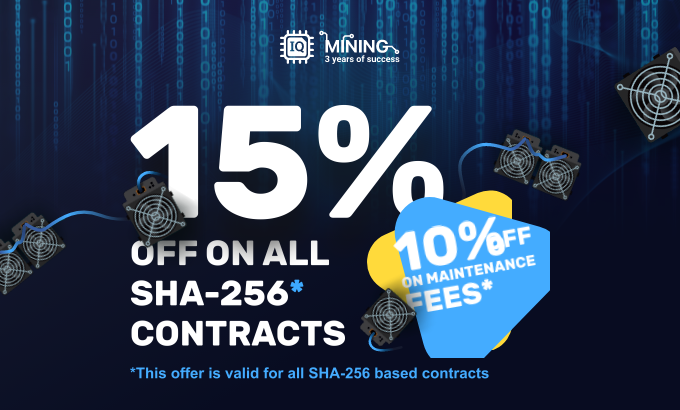 IQ MINING
3 years of success
15%
OFF ON ALL
SHA-256*
CONTRACTS
10% OFF
ON MAINTENANCE
FEES*
*This offer is valid for all SHA-256 based contracts